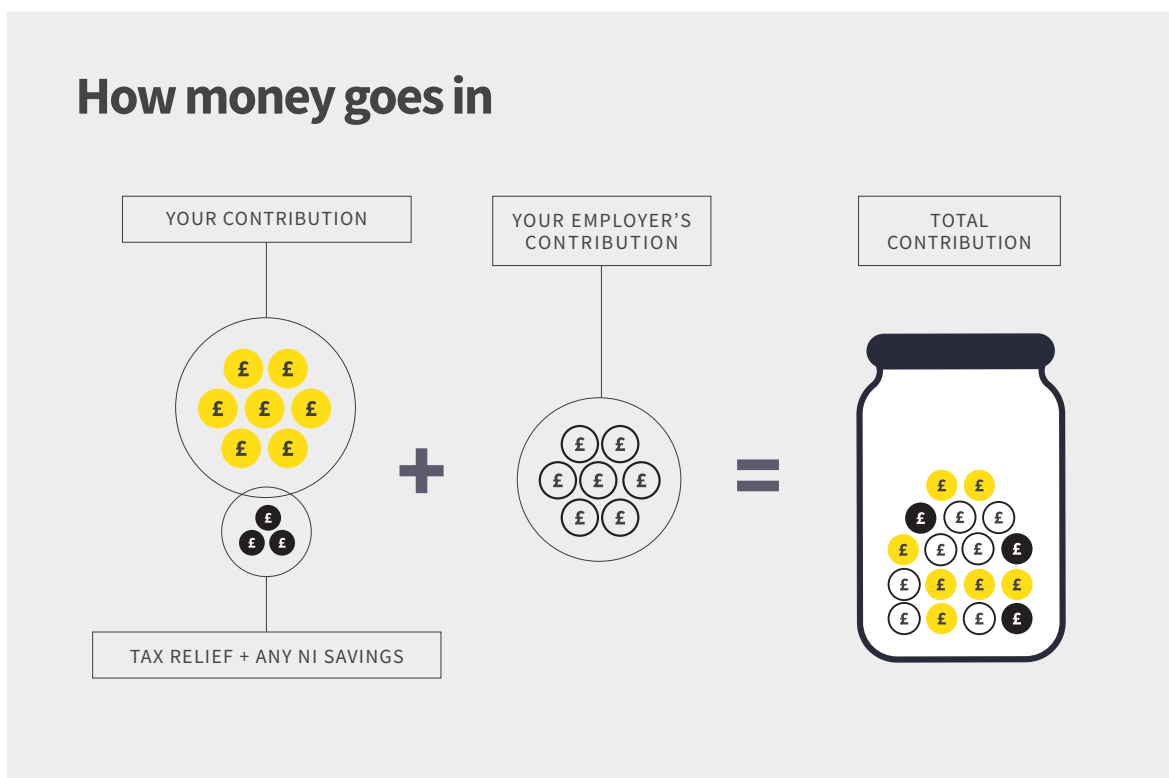 How money goes in
YOUR CONTRIBUTION
YOUR EMPLOYER’S
CONTRIBUTION
TOTAL
CONTRIBUTION
£ £
£ £ £
£ £
+
£ £
£ £ £
£ £
=
£
£ £
£ £
£ £ £
£ £ £ £
£ £ £ £
£ £ £ £
TAX RELIEF + ANY NI SAVINGS